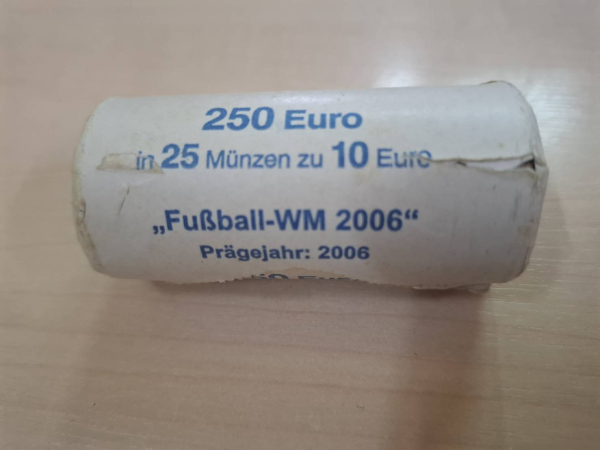 250 Euro
in 25 Münzen zu 10 Euro
„Fußball-WM 2006“
Prägejahr: 2006